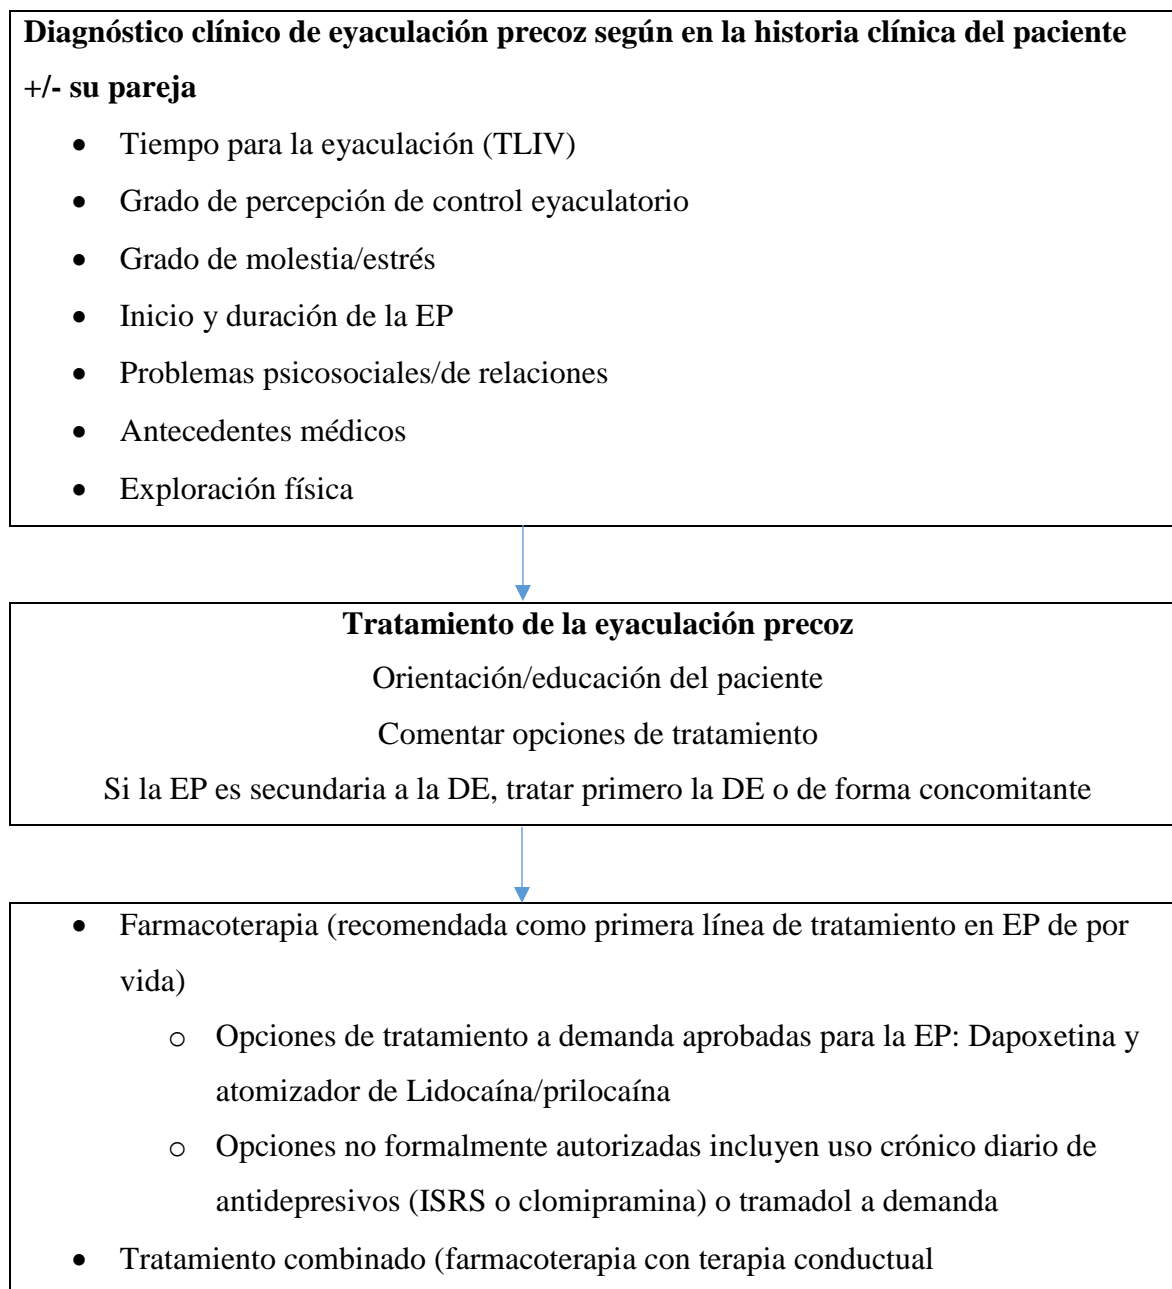 Diagnóstico clínico de eyaculación precoz según en la historia clínica del paciente
+/- su pareja
• Tiempo para la eyaculación (TLIV)
• Grado de percepción de control eyaculatorio
• Grado de molestia/estrés
• Inicio y duración de la EP
• Problemas psicosociales/de relaciones
• Antecedentes médicos
• Exploración física
Tratamiento de la eyaculación precoz
Orientación/educación del paciente
Comentar opciones de tratamiento
Si la EP es secundaria a la DE, tratar primero la DE o de forma concomitante
• Farmacoterapia (recomendada como primera línea de tratamiento en EP de por
vida)
o Opciones de tratamiento a demanda aprobadas para la EP: Dapoxetina y
atomizador de Lidocaína/prilocaína
o Opciones no formalmente autorizadas incluyen uso crónico diario de
antidepresivos (ISRS o clomipramina) o tramadol a demanda
• Tratamiento combinado (farmacoterapia con terapia conductual